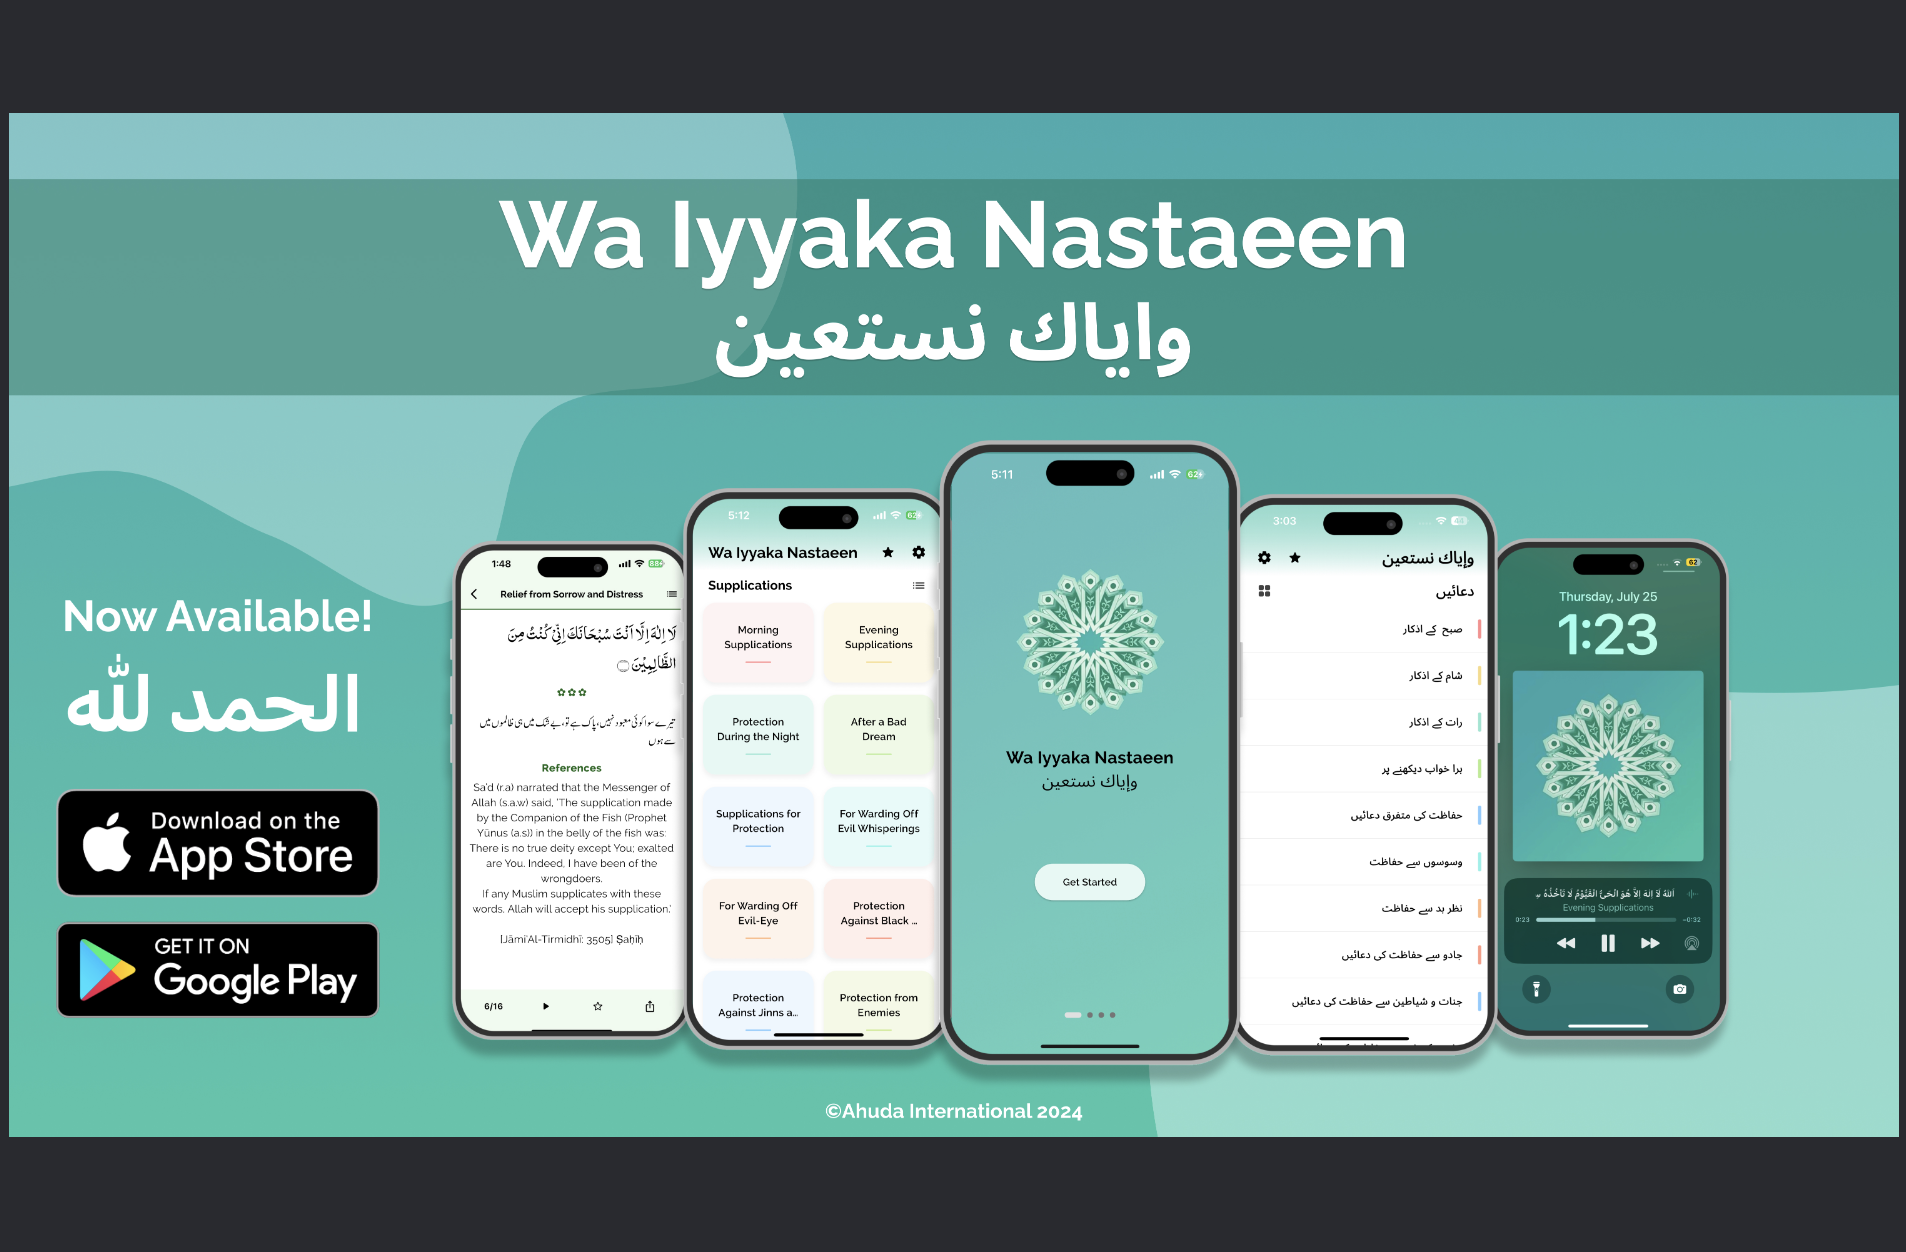 Wa Iyyaka Nastaeen
واياك نستعين
Now Available!
الحمد لله
Download on the
App Store
GET IT ON
Google Play
1:48
88
Relief from Sorrow and Distress
لَا اِلٰهَ اِلَّا اَنْتَ سُبْحَانَكَ اِنِّيْ كُنْتُ مِنَ
الظَّالِمِيْنَ
تیرے سوا کوئی معبود نہیں، پاک ہے تو، بے شک میں ہی ظالموں میں
سے ہوں
References
Sa'd (r.a) narrated that the Messenger of
Allah (s.a.w) said, 'The supplication made
by the Companion of the Fish (Prophet
Yūnus (a.s)) in the belly of the fish was:
There is no true deity except You; exalted
are You. Indeed, I have been of the
wrongdoers.
If any Muslim supplicates with these
words, Allah will accept his supplication.'
[Jāmi'Al-Tirmidhī: 3505] Ṣaḥīḥ
6/16
5:12
62
Wa Iyyaka Nastaeen
Supplications
Morning
Supplications
Evening
Supplications
Protection
During the Night
After a Bad
Dream
Supplications for
Protection
For Warding Off
Evil Whisperings
For Warding Off
Evil-Eye
Protection
Against Black ...
Protection
Against Jinns a...
Protection from
Enemies
5:11
62
Wa Iyyaka Nastaeen
وإياك نستعين
Get Started
3:03
وإياك نستعين
دعائیں
صبح کے اذکار
شام کے اذکار
رات کے اذکار
برا خواب دیکھنے پر
حفاظت کی متفرق دعائیں
وسوسوں سے حفاظت
نظر بد سے حفاظت
جادو سے حفاظت کی دعائیں
جنات و شیاطین سے حفاظت کی دعائیں
62
Thursday, July 25
1:23
اَللهُ لَا اِلٰهَ اِلَّا هُوَ الْحَيُّ الْقَيُّوْمُ لَا تَأْخُذُهُ
Evening Supplications
0:23
-0:32
©Ahuda International 2024